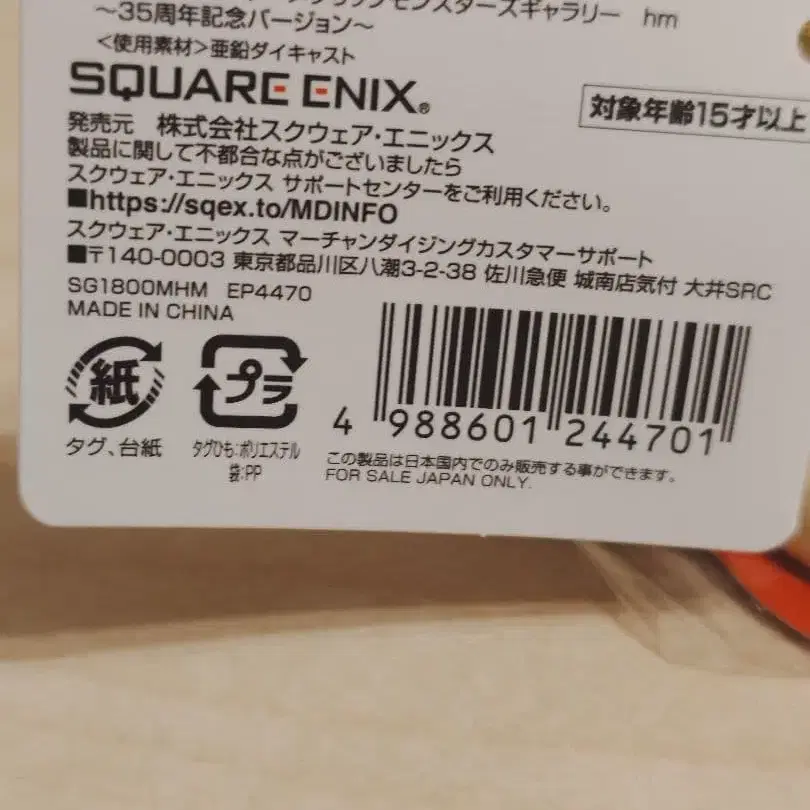 モンスターズギャラリー hm
～35周年記念バージョン～
＜使用素材＞亜鉛ダイキャスト
SQUARE ENIX®
対象年齢15才以上
発売元 株式会社スクウェア・エニックス
製品に関して不都合な点がございましたら
スクウェア・エニックス サポートセンターをご利用ください。
■https://sqex.to/MDINFO
スクウェア・エニックス マーチャンダイジングカスタマーサポート
■〒140-0003 東京都品川区八潮3-2-38 佐川急便 城南店気付 大井SRC
SG1800MHM EP4470
MADE IN CHINA
紙
タグ、台紙
プラ
タグひも:ポリエステル
袋:PP
4 988601 244701
この製品は日本国内でのみ販売する事ができます。
FOR SALE JAPAN ONLY.